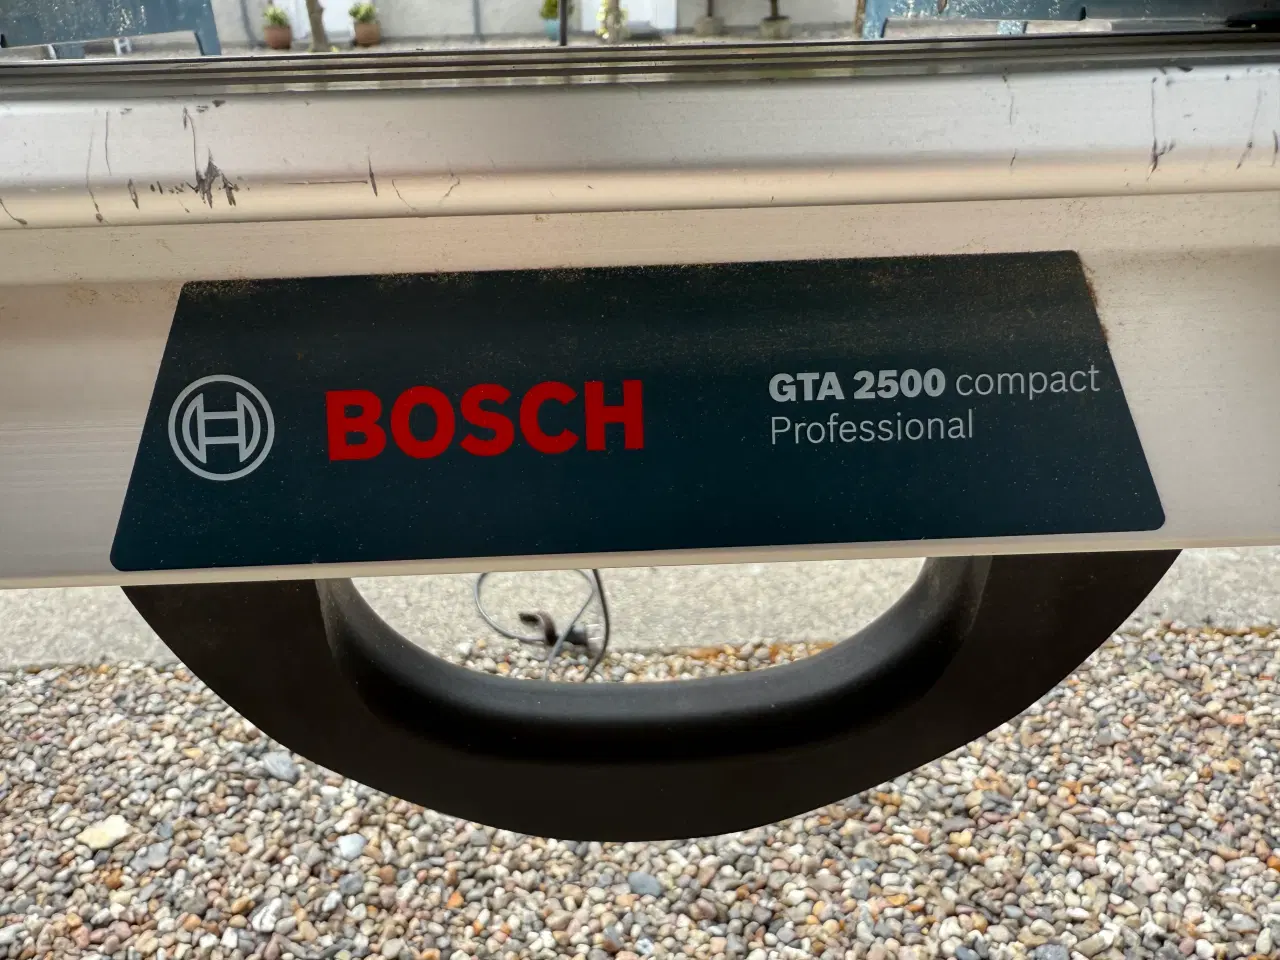 BOSCH
GTA 2500 compact
Professional